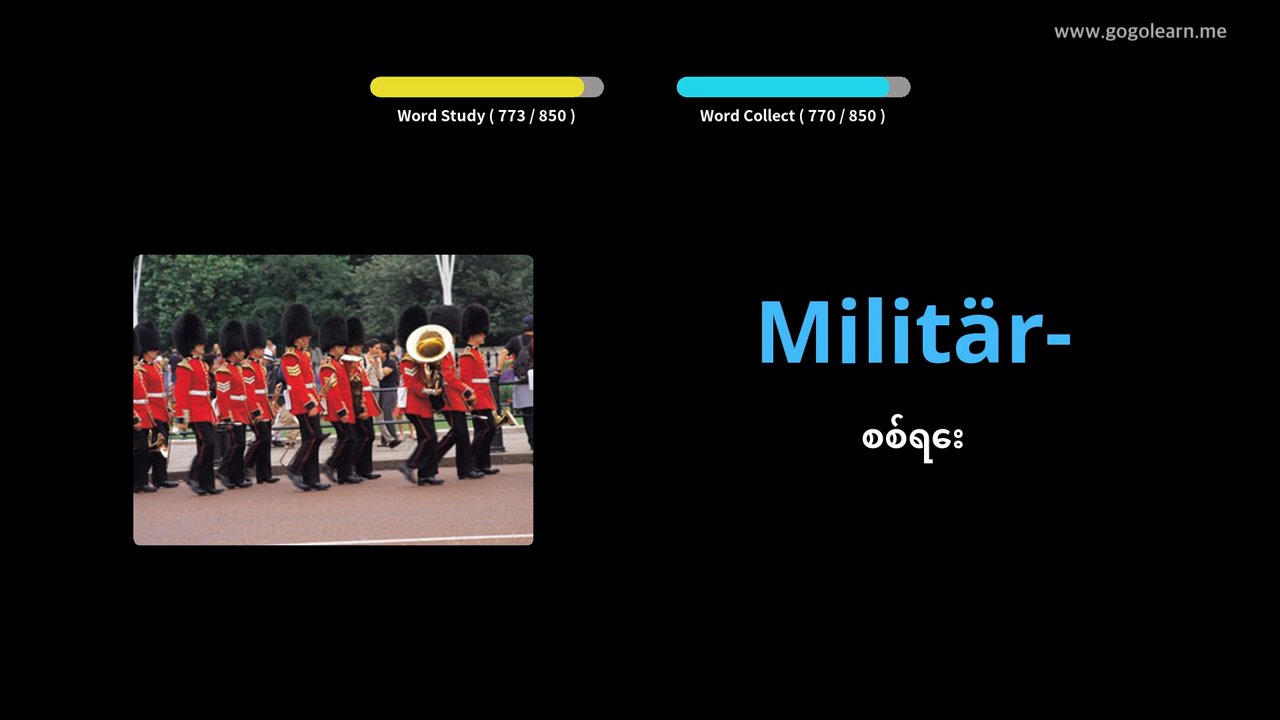 www.gogolearn.me
Word Study ( 773 / 850 )
Word Collect ( 770 / 850 )
Militär-
စစ်ရေး